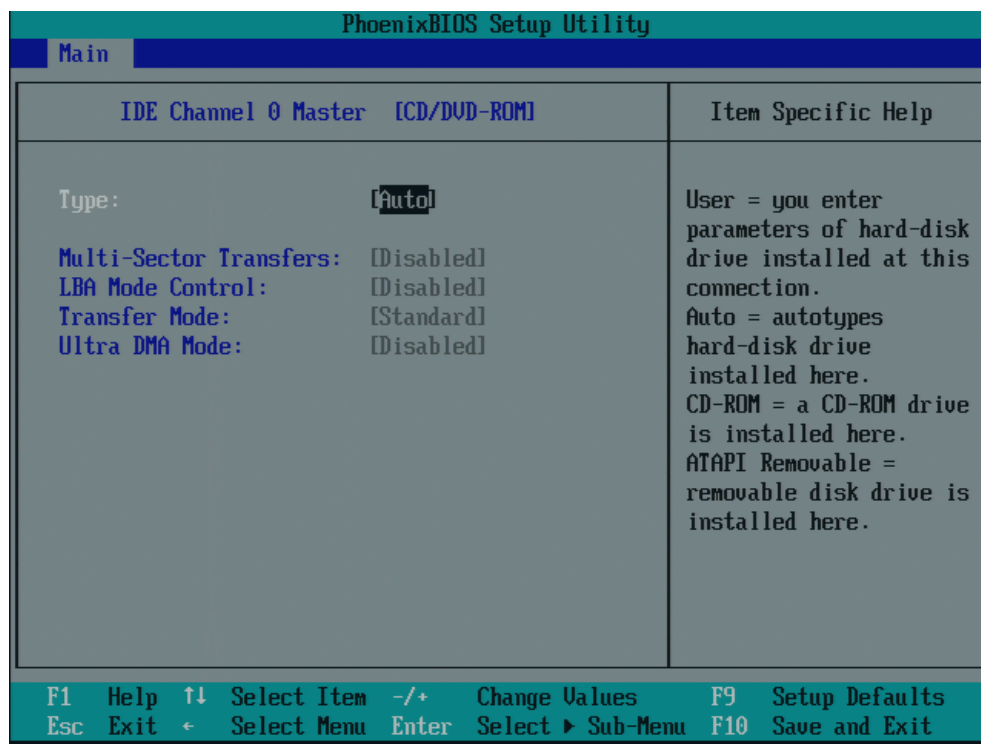 PhoenixBIOS Setup Utility
Main
IDE Channel 0 Master [CD/DVD-ROM]
Type: [Auto]
Multi-Sector Transfers: [Disabled]
LBA Mode Control: [Disabled]
Transfer Mode: [Standard]
Ultra DMA Mode: [Disabled]
Item Specific Help
User = you enter
parameters of hard-disk
drive installed at this
connection.
Auto = autotypes
hard-disk drive
installed here.
CD-ROM = a CD-ROM drive
is installed here.
ATAPI Removable =
removable disk drive is
installed here.
F1 Help ↑↓ Select Item -/+ Change Values F9 Setup Defaults
Esc Exit ← Select Menu Enter Select ▶ Sub-Menu F10 Save and Exit